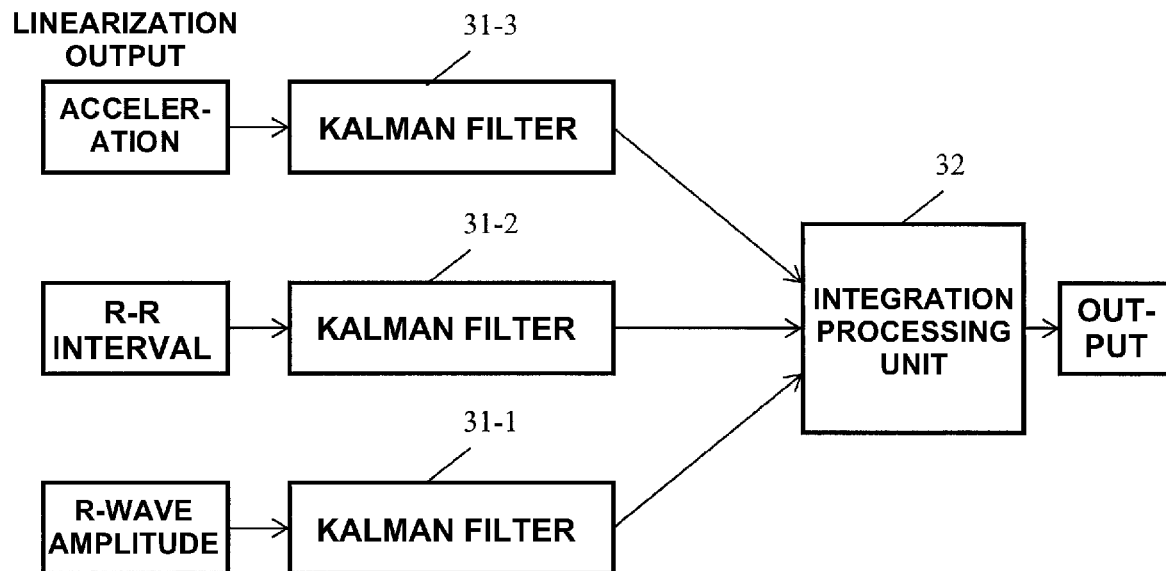 LINEARIZATION
OUTPUT
31-3
ACCELER-
ATION
KALMAN FILTER
32
31-2
R-R
INTERVAL
KALMAN FILTER
INTEGRATION
PROCESSING
UNIT
OUT-
PUT
31-1
R-WAVE
AMPLITUDE
KALMAN FILTER